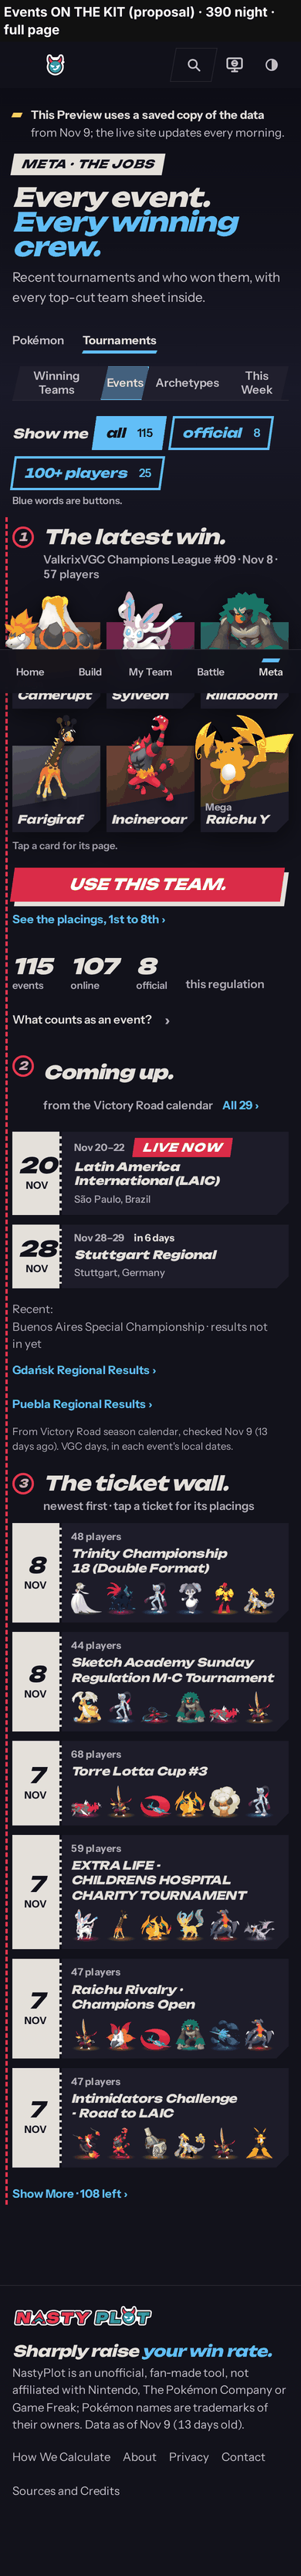 Events ON THE KIT (proposal) · 390 night ·
full page
This Preview uses a saved copy of the data
from Nov 9; the live site updates every morning.
META · THE JOBS
Every event.
Every winning
crew.
Recent tournaments and who won them, with
every top-cut team sheet inside.
Pokémon Tournaments
Winning
Teams
Events
Archetypes
This
Week
Show me all 115 official 8
100+ players 25
Blue words are buttons.
1 The latest win.
ValkrixVGC Champions League #09 · Nov 8 ·
57 players
Home Build My Team Battle Meta
Camerupt Sylveon Rillaboom
Farigiraf Incineroar Mega
Raichu Y
Tap a card for its page.
USE THIS TEAM.
See the placings, 1st to 8th ›
115 107 8
events online official this regulation
What counts as an event? ›
2 Coming up.
from the Victory Road calendar All 29 ›
20
NOV
Nov 20–22 LIVE NOW
Latin America
International (LAIC)
São Paulo, Brazil
28
NOV
Nov 28–29 in 6 days
Stuttgart Regional
Stuttgart, Germany
Recent:
Buenos Aires Special Championship · results not
in yet
Gdańsk Regional Results ›
Puebla Regional Results ›
From Victory Road season calendar, checked Nov 9 (13
days ago). VGC days, in each event's local dates.
3 The ticket wall.
newest first · tap a ticket for its placings
8
NOV
48 players
Trinity Championship
18 (Double Format)
8
NOV
44 players
Sketch Academy Sunday
Regulation M-C Tournament
7
NOV
68 players
Torre Lotta Cup #3
7
NOV
59 players
EXTRA LIFE -
CHILDRENS HOSPITAL
CHARITY TOURNAMENT
7
NOV
47 players
Raichu Rivalry ·
Champions Open
7
NOV
47 players
Intimidators Challenge
- Road to LAIC
Show More · 108 left ›
NASTY PLOT
Sharply raise your win rate.
NastyPlot is an unofficial, fan-made tool, not
affiliated with Nintendo, The Pokémon Company or
Game Freak; Pokémon names are trademarks of
their owners. Data as of Nov 9 (13 days old).
How We Calculate About Privacy Contact
Sources and Credits